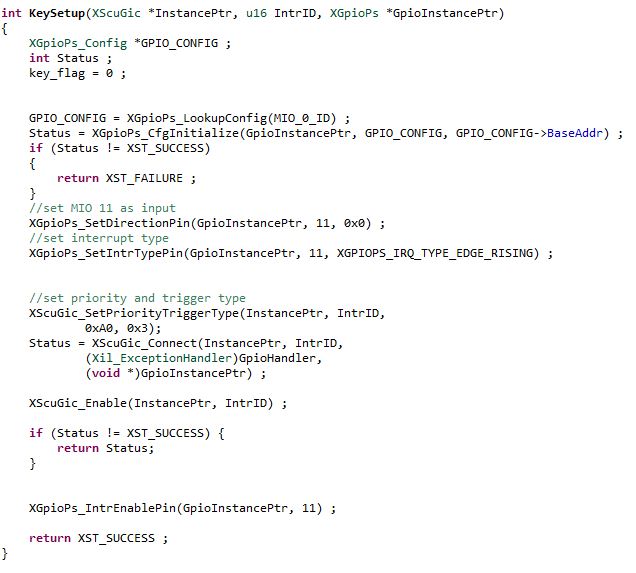 int KeySetup(XScuGic *InstancePtr, u16 IntrID, XGpioPs *GpioInstancePtr)
{
    XGpioPs_Config *GPIO_CONFIG ;
    int Status ;
    key_flag = 0 ;
    GPIO_CONFIG = XGpioPs_LookupConfig(MIO_0_ID) ;
    Status = XGpioPs_CfgInitialize(GpioInstancePtr, GPIO_CONFIG, GPIO_CONFIG->BaseAddr) ;
    if (Status != XST_SUCCESS)
    {
        return XST_FAILURE ;
    }
    //set MIO 11 as input
    XGpioPs_SetDirectionPin(GpioInstancePtr, 11, 0x0) ;
    //set interrupt type
    XGpioPs_SetIntrTypePin(GpioInstancePtr, 11, XGPIOPS_IRQ_TYPE_EDGE_RISING) ;
    //set priority and trigger type
    XScuGic_SetPriorityTriggerType(InstancePtr, IntrID,
            0xA0, 0x3);
    Status = XScuGic_Connect(InstancePtr, IntrID,
            (Xil_ExceptionHandler)GpioHandler,
            (void *)GpioInstancePtr) ;
    XScuGic_Enable(InstancePtr, IntrID) ;
    if (Status != XST_SUCCESS) {
        return Status;
    }
    XGpioPs_IntrEnablePin(GpioInstancePtr, 11) ;
    return XST_SUCCESS ;
}